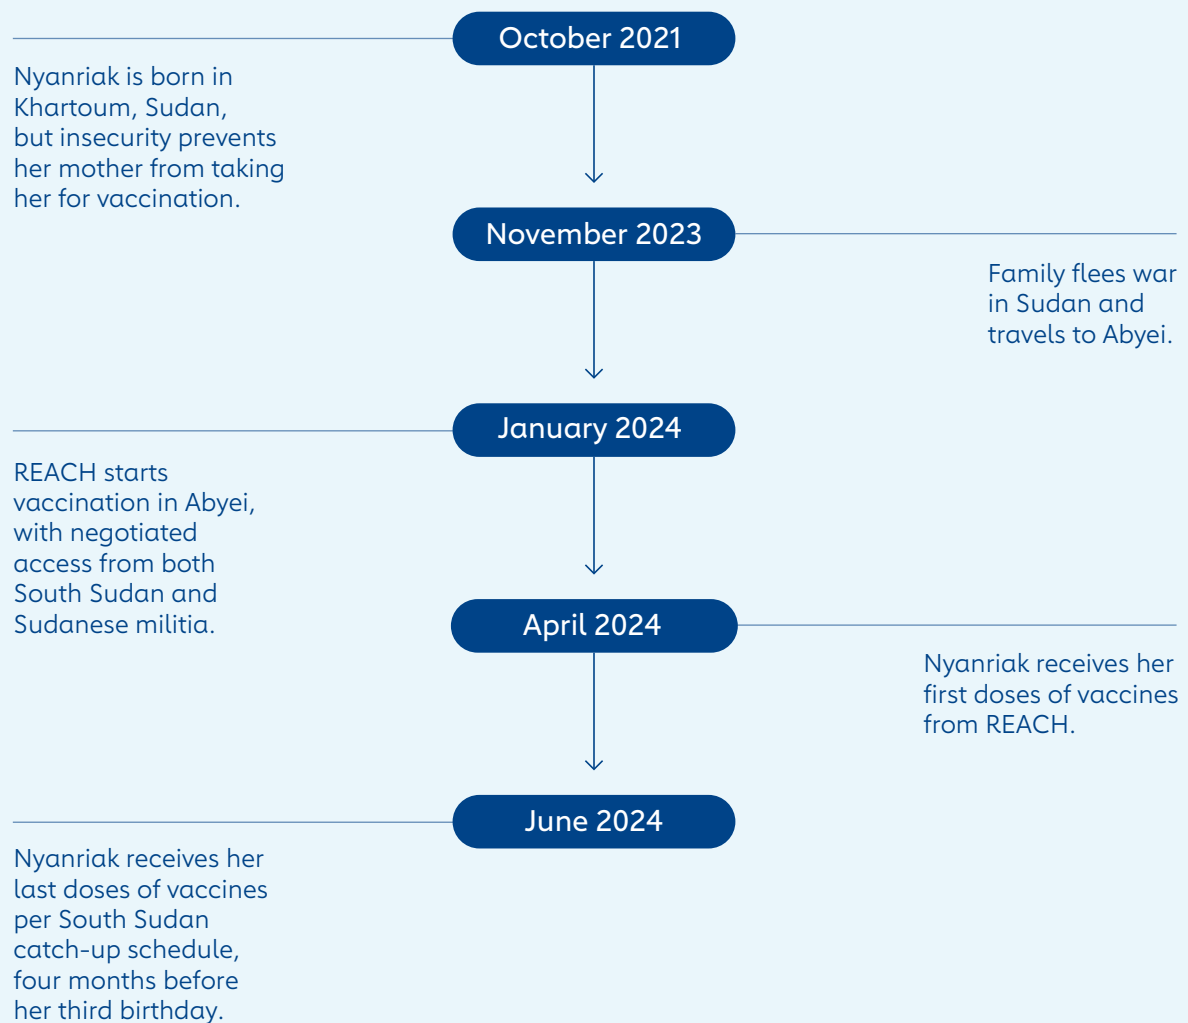 October 2021
Nyanriak is born in
Khartoum, Sudan,
but insecurity prevents
her mother from taking
her for vaccination.
November 2023
Family flees war
in Sudan and
travels to Abyei.
January 2024
REACH starts
vaccination in Abyei,
with negotiated
access from both
South Sudan and
Sudanese militia.
April 2024
Nyanriak receives her
first doses of vaccines
from REACH.
June 2024
Nyanriak receives her
last doses of vaccines
per South Sudan
catch-up schedule,
four months before
her third birthday.